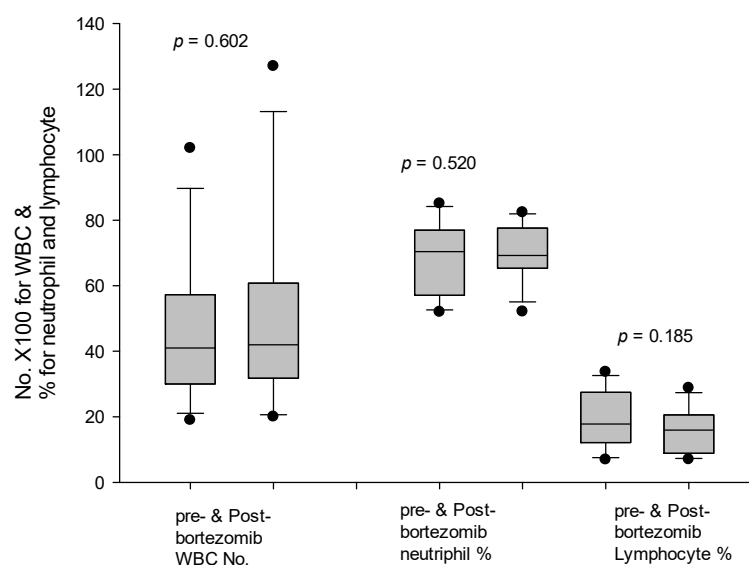 No. X100 for WBC &
% for neutrophil and lymphocyte
140
120
100
80
60
40
20
0
p = 0.602
p = 0.520
p = 0.185
pre- & Post-
bortezomib
WBC No.
pre- & Post-
bortezomib
neutriphil %
pre- & Post-
bortezomib
Lymphocyte %